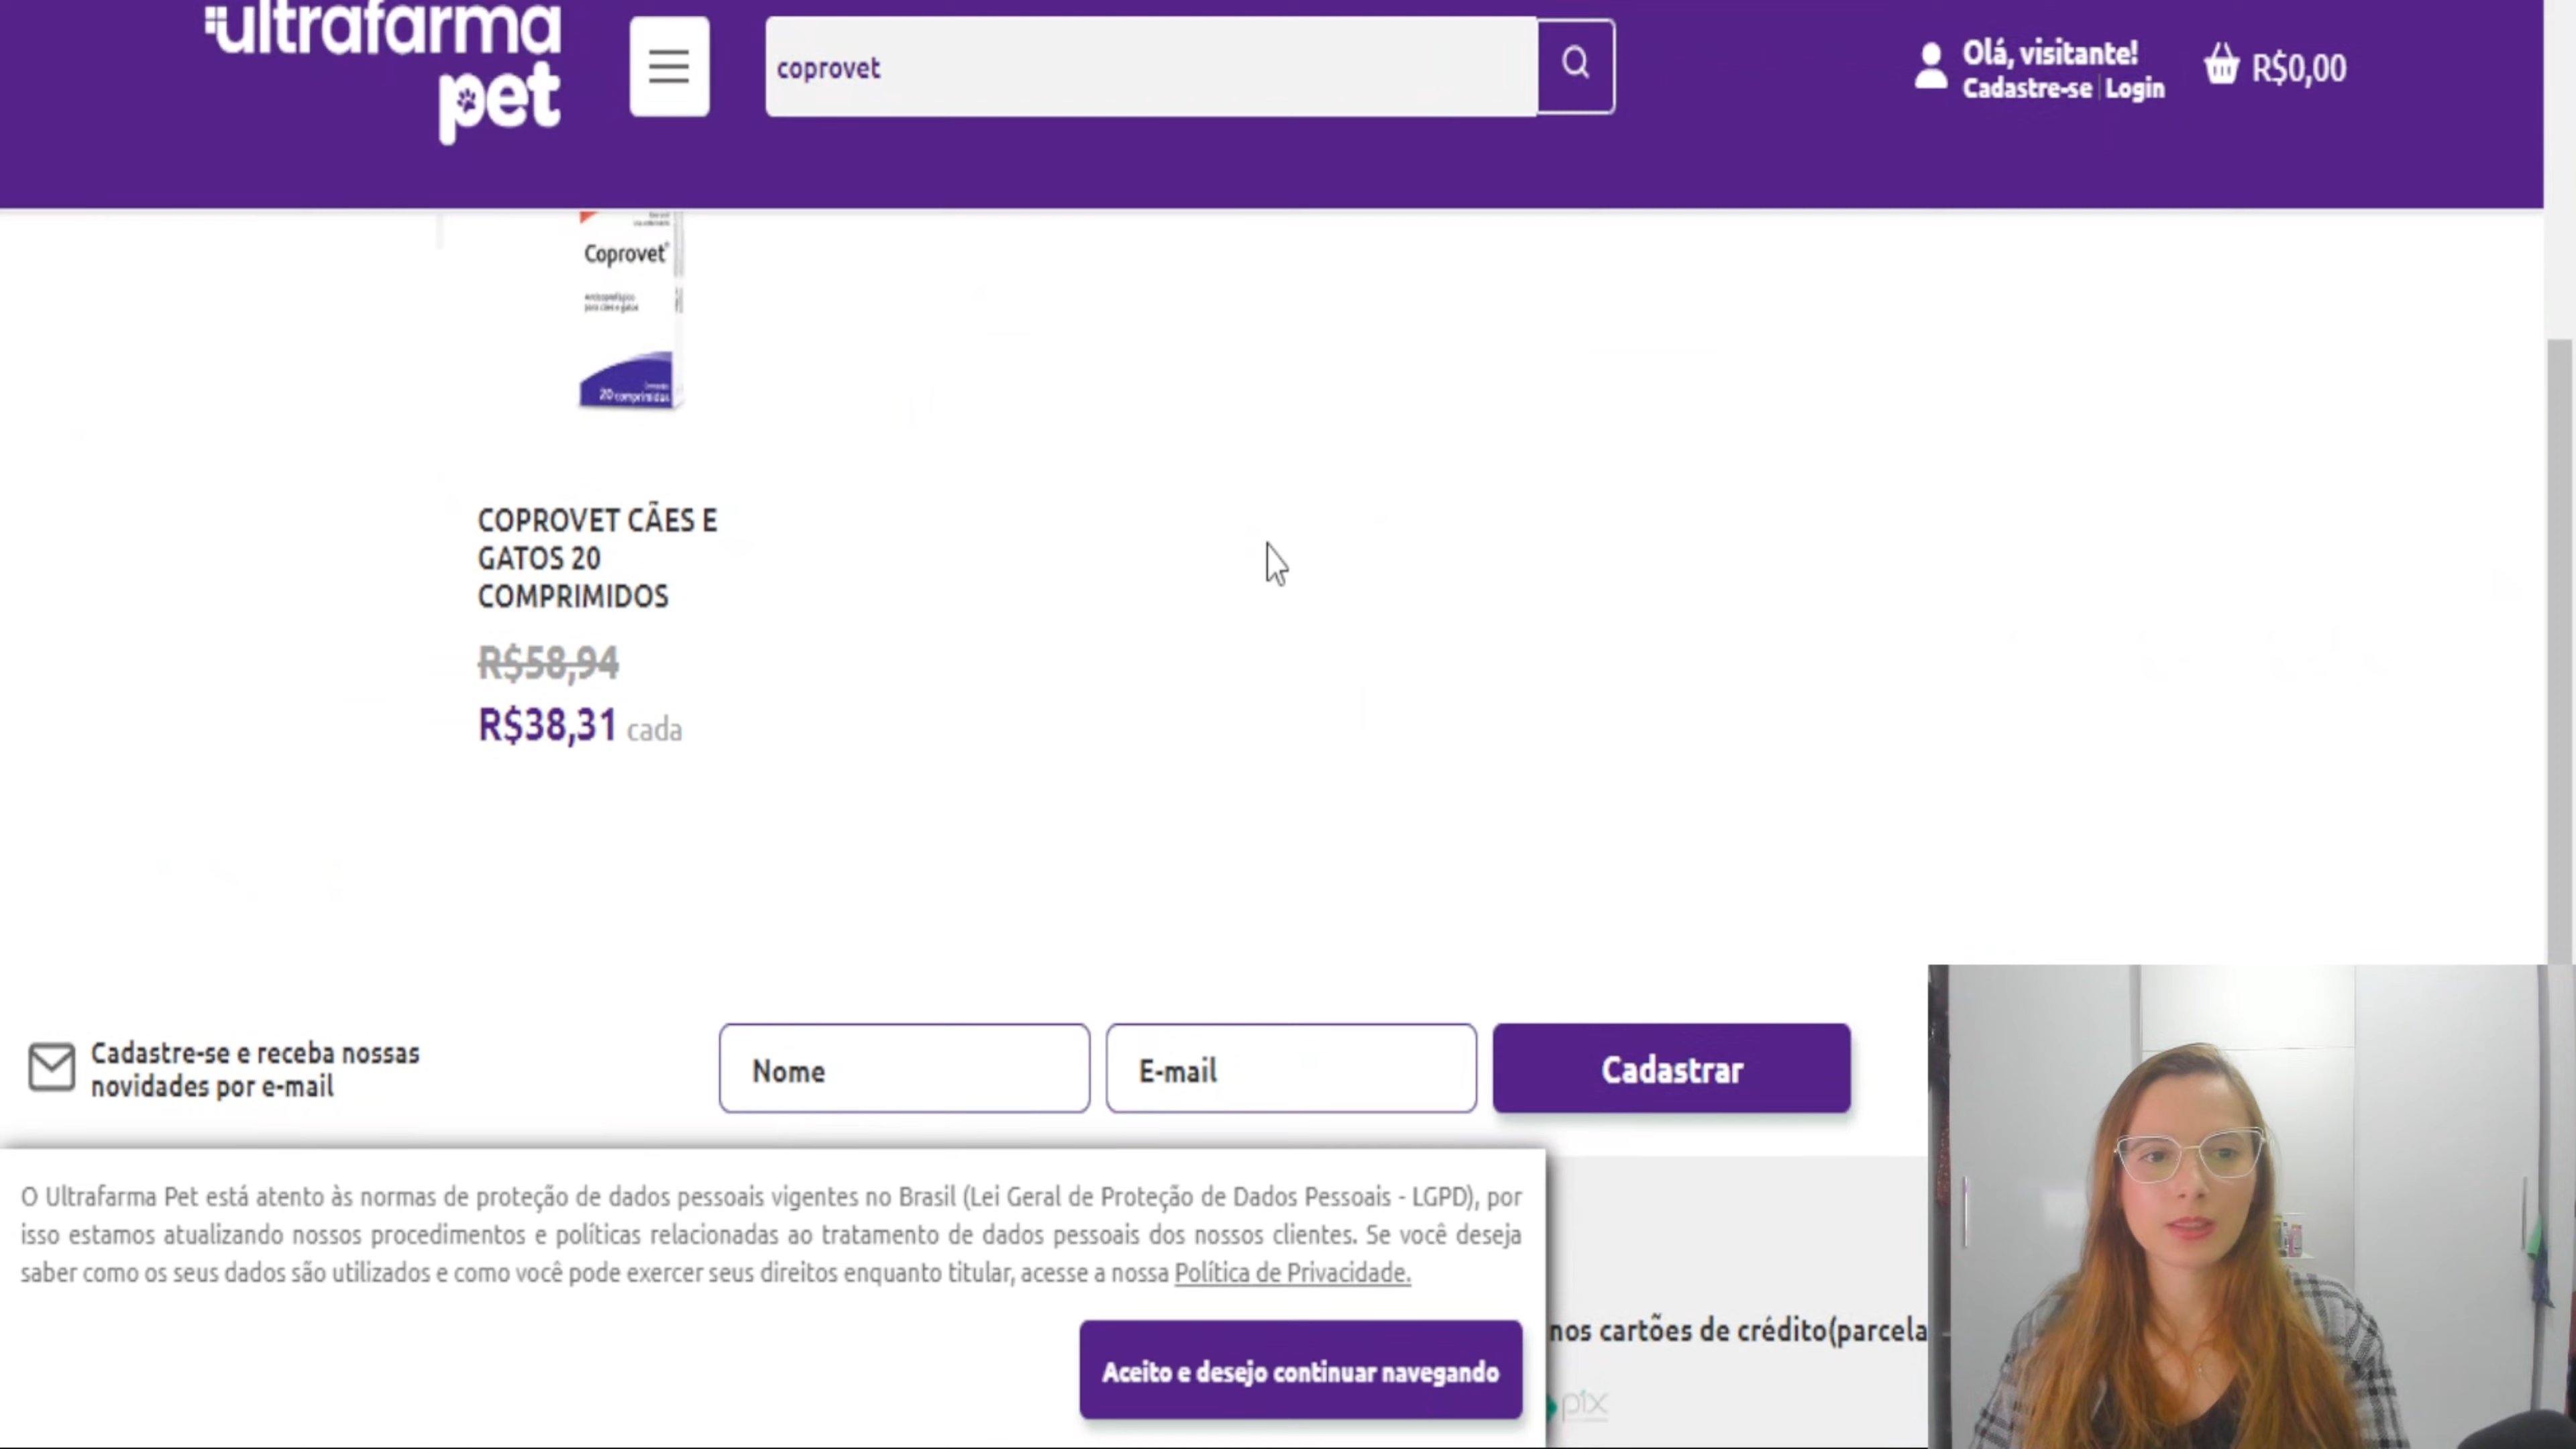 ultrafarma
pet
coprovet
Olá, visitante!
Cadastre-se Login
R$0,00
Coprovet
20 comprimidos
COPROVET CÃES E
GATOS 20
COMPRIMIDOS
R$58,94
R$38,31 cada
Cadastre-se e receba nossas
novidades por e-mail
Nome
E-mail
Cadastrar
O Ultrafarma Pet está atento às normas de proteção de dados pessoais vigentes no Brasil (Lei Geral de Proteção de Dados Pessoais - LGPD), por
isso estamos atualizando nossos procedimentos e políticas relacionadas ao tratamento de dados pessoais dos nossos clientes. Se você deseja
saber como os seus dados são utilizados e como você pode exercer seus direitos enquanto titular, acesse a nossa Política de Privacidade.
Aceito e desejo continuar navegando
nos cartões de crédito(parcela
pix